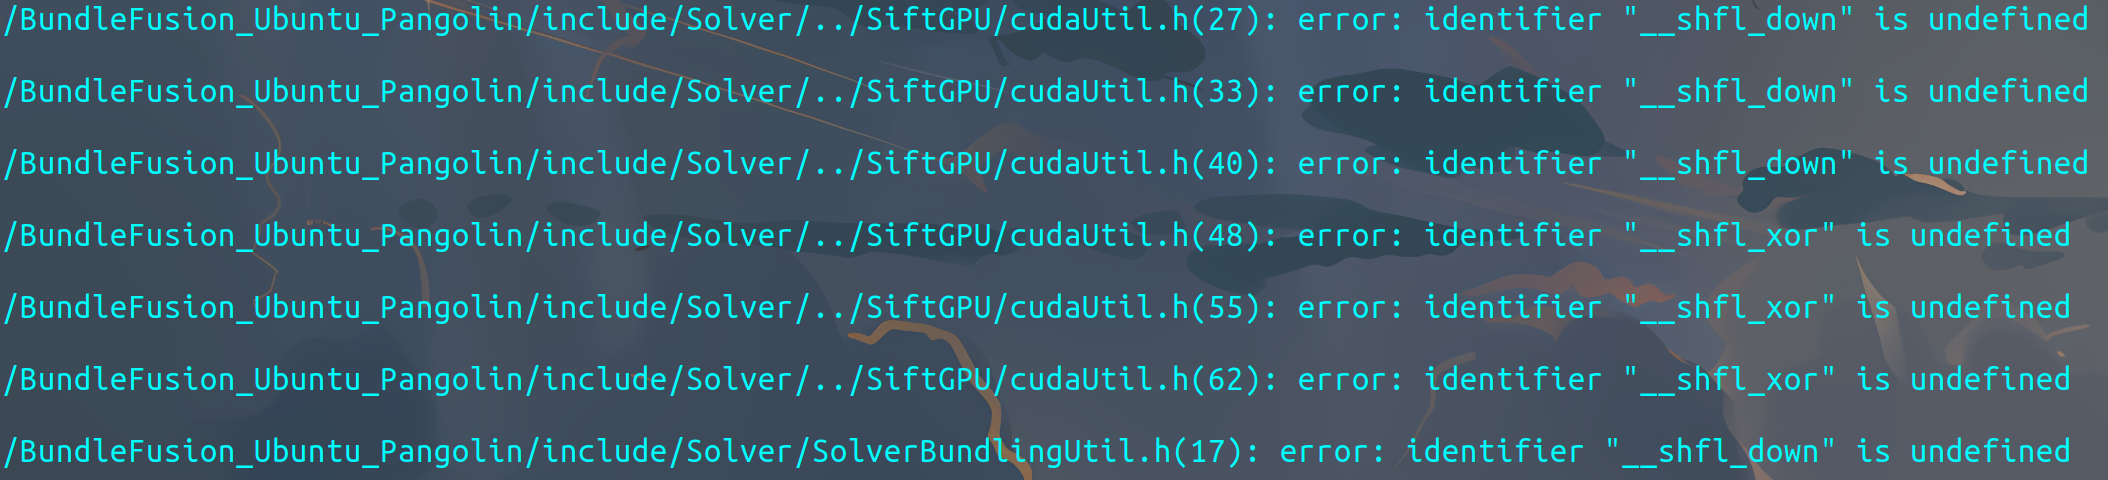 /BundleFusion_Ubuntu_Pangolin/include/Solver/../SiftGPU/cudaUtil.h(27): error: identifier "__shfl_down" is undefined
/BundleFusion_Ubuntu_Pangolin/include/Solver/../SiftGPU/cudaUtil.h(33): error: identifier "__shfl_down" is undefined
/BundleFusion_Ubuntu_Pangolin/include/Solver/../SiftGPU/cudaUtil.h(40): error: identifier "__shfl_down" is undefined
/BundleFusion_Ubuntu_Pangolin/include/Solver/../SiftGPU/cudaUtil.h(48): error: identifier "__shfl_xor" is undefined
/BundleFusion_Ubuntu_Pangolin/include/Solver/../SiftGPU/cudaUtil.h(55): error: identifier "__shfl_xor" is undefined
/BundleFusion_Ubuntu_Pangolin/include/Solver/../SiftGPU/cudaUtil.h(62): error: identifier "__shfl_xor" is undefined
/BundleFusion_Ubuntu_Pangolin/include/Solver/SolverBundlingUtil.h(17): error: identifier "__shfl_down" is undefined